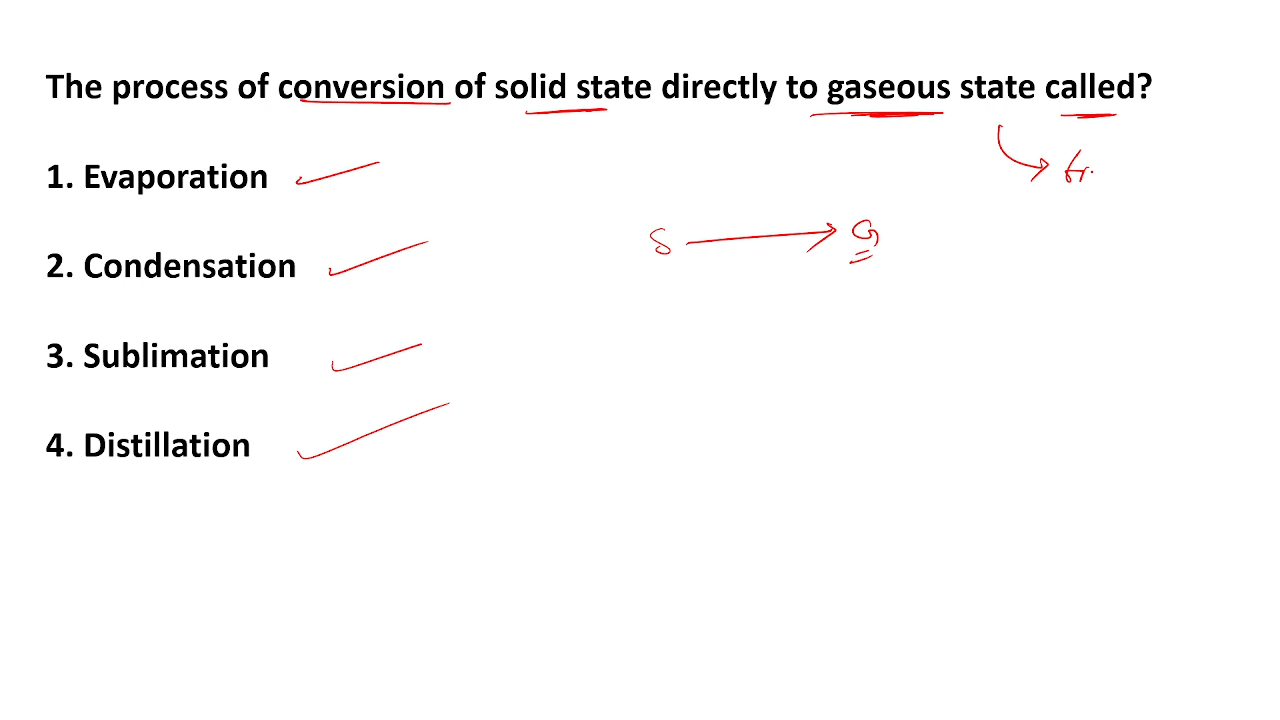 The process of conversion of solid state directly to gaseous state called?
1. Evaporation
2. Condensation
3. Sublimation
4. Distillation
S → G